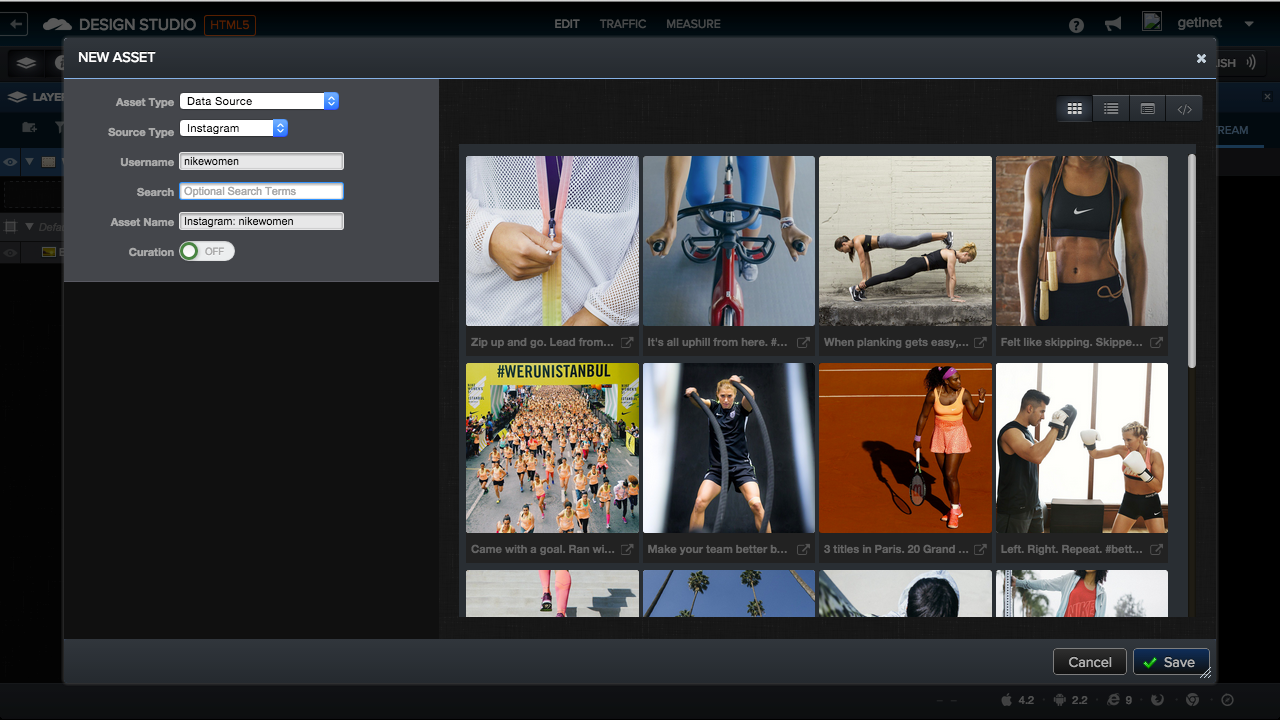 DESIGN STUDIO HTML5
EDIT TRAFFIC MEASURE
getinet
NEW ASSET
ISH
LAYE
REAM
Asset Type Data Source
Source Type Instagram
Username nikewomen
Search Optional Search Terms
Asset Name Instagram: nikewomen
Curation OFF
Zip up and go. Lead from...
It's all uphill from here. #...
When planking gets easy,...
Felt like skipping. Skippe...
#WERUNISTANBUL
Came with a goal. Ran wi...
Make your team better b...
3 titles in Paris. 20 Grand ...
Left. Right. Repeat. #bett...
Defau
Cancel Save
4.2 2.2 9